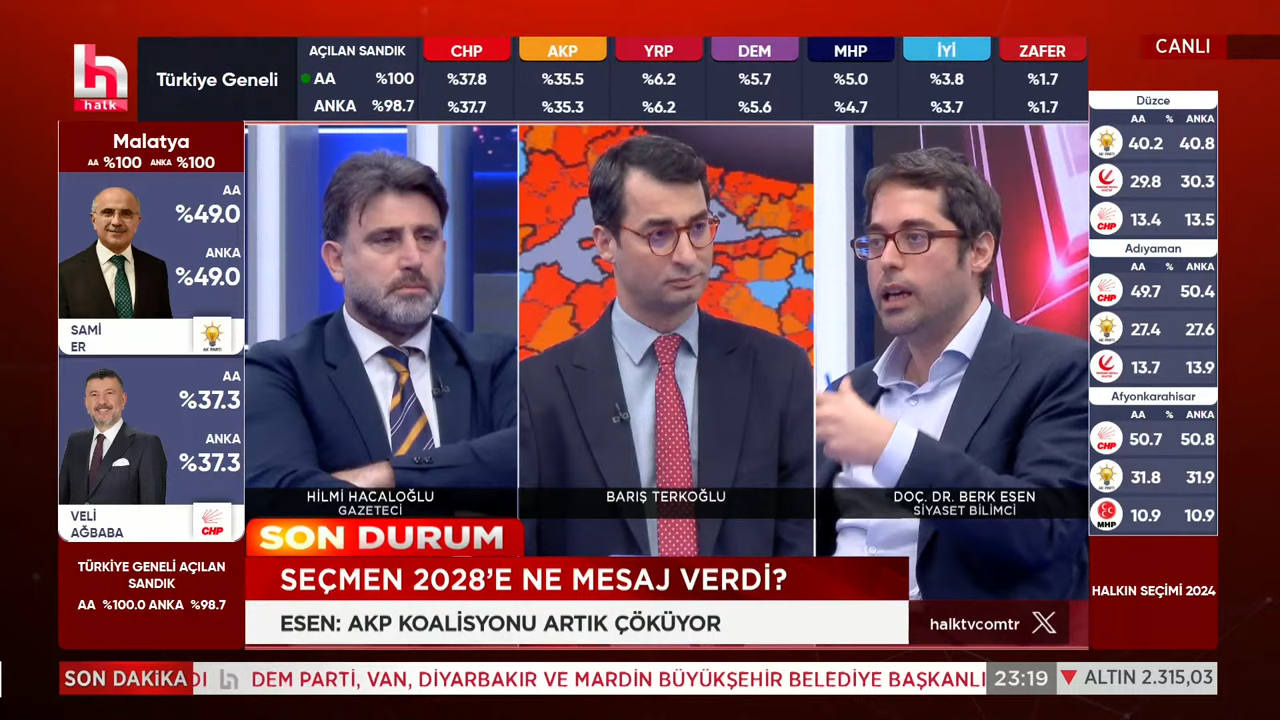 halk
Türkiye Geneli
AÇILAN SANDIK CHP AKP YRP DEM MHP İYİ ZAFER
AA %100 %37.8 %35.5 %6.2 %5.7 %5.0 %3.8 %1.7
ANKA %98.7 %37.7 %35.3 %6.2 %5.6 %4.7 %3.7 %1.7
CANLI
Malatya
AA %100 ANKA %100
AA
%49.0
ANKA
%49.0
SAMİ
ER
AK PARTİ
AA
%37.3
ANKA
%37.3
VELİ
AĞBABA
CHP
TÜRKİYE GENELİ AÇILAN
SANDIK
AA %100.0 ANKA %98.7
HİLMİ HACALOĞLU
GAZETECİ
BARIŞ TERKOĞLU
DOÇ. DR. BERK ESEN
SİYASET BİLİMCİ
Düzce
AA % ANKA
40.2 40.8
29.8 30.3
CHP 13.4 13.5
Adıyaman
AA % ANKA
CHP 49.7 50.4
27.4 27.6
13.7 13.9
Afyonkarahisar
AA % ANKA
CHP 50.7 50.8
31.8 31.9
MHP 10.9 10.9
HALKIN SEÇİMİ 2024
SON DURUM
SEÇMEN 2028'E NE MESAJ VERDİ?
ESEN: AKP KOALİSYONU ARTIK ÇÖKÜYOR
halktvcomtr
SON DAKİKA DI DEM PARTİ, VAN, DİYARBAKIR VE MARDİN BÜYÜKŞEHİR BELEDİYE BAŞKANLI 23:19 ALTIN 2.315,03